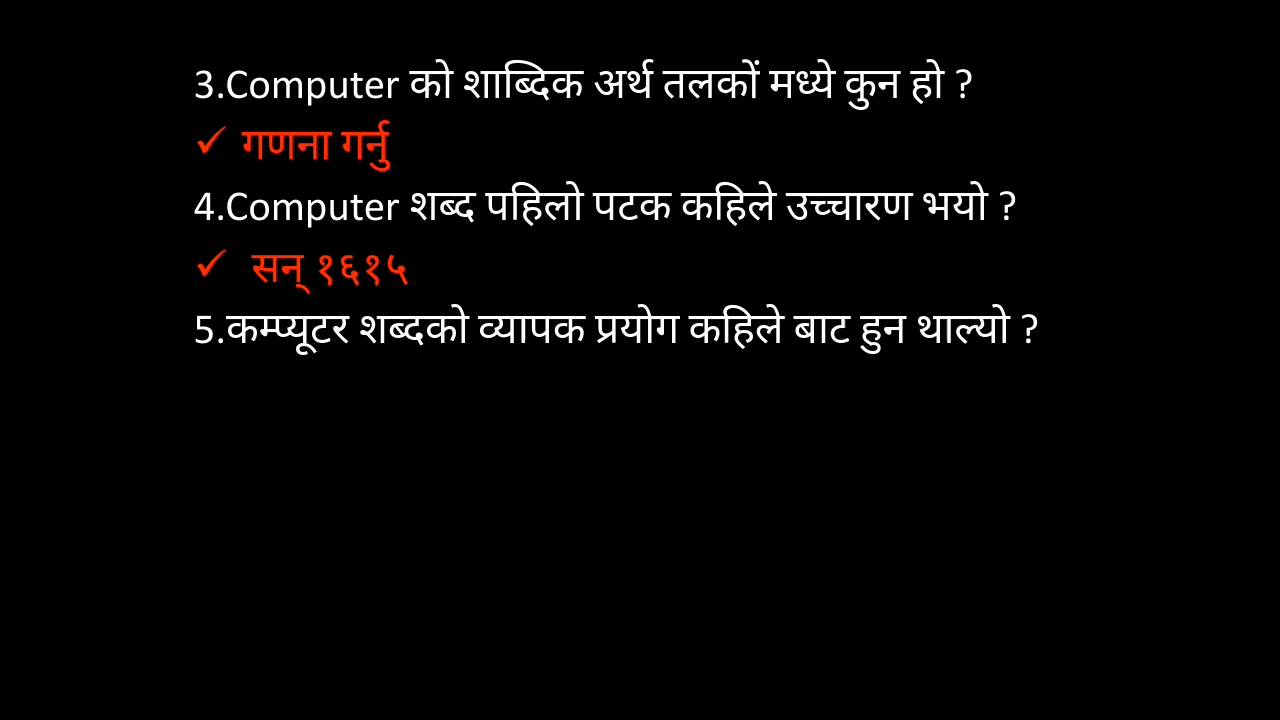 3.Computer को शाब्दिक अर्थ तलकों मध्ये कुन हो ?
✓ गणना गर्नु
4.Computer शब्द पहिलो पटक कहिले उच्चारण भयो ?
✓ सन् १६१५
5.कम्प्यूटर शब्दको व्यापक प्रयोग कहिले बाट हुन थाल्यो ?